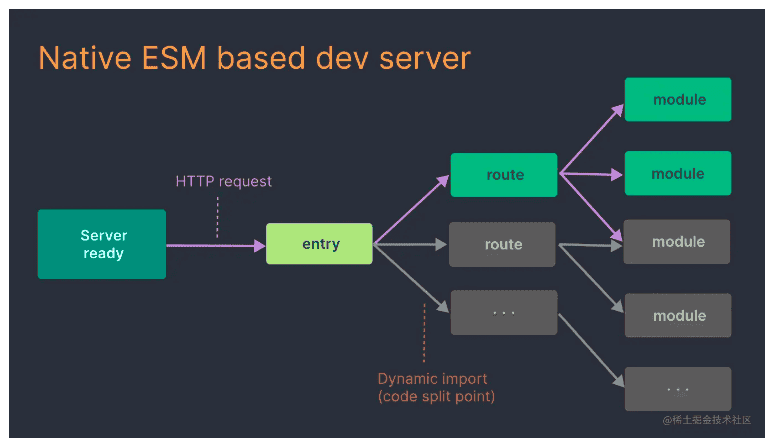 Native ESM based dev server
module
HTTP request
route
module
Server
ready
entry
route
module
...
module
Dynamic import
(code split point)
...
@稀土掘金技术社区